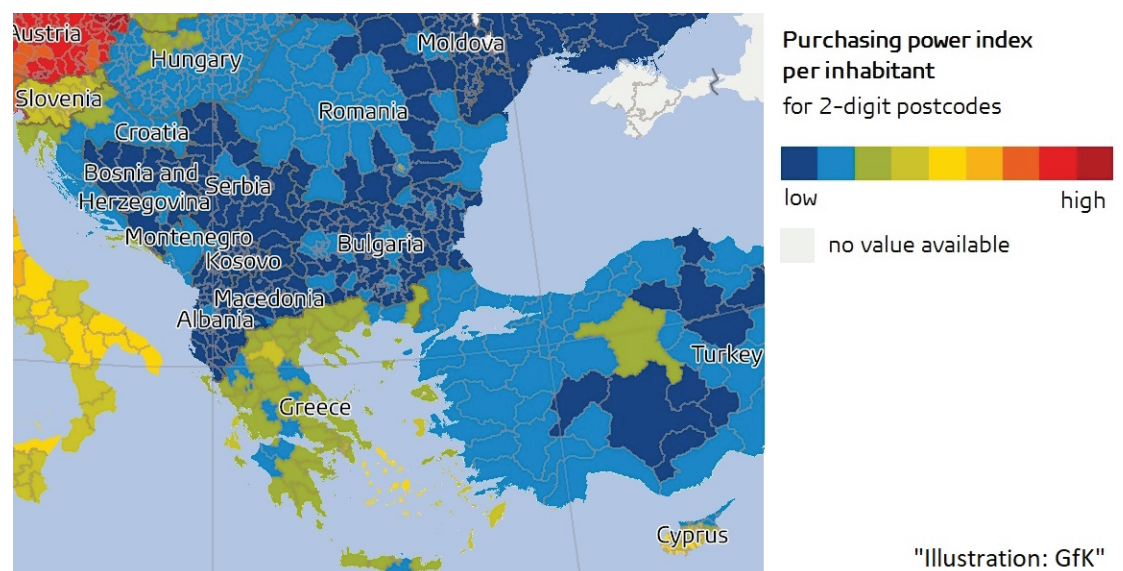 Austria
Hungary
Moldova
Slovenia
Romania
Croatia
Bosnia and
Herzegovina
Serbia
Montenegro
Kosovo
Bulgaria
Macedonia
Albania
Turkey
Greece
Cyprus
Purchasing power index
per inhabitant
for 2-digit postcodes
low high
no value available
"Illustration: GfK"